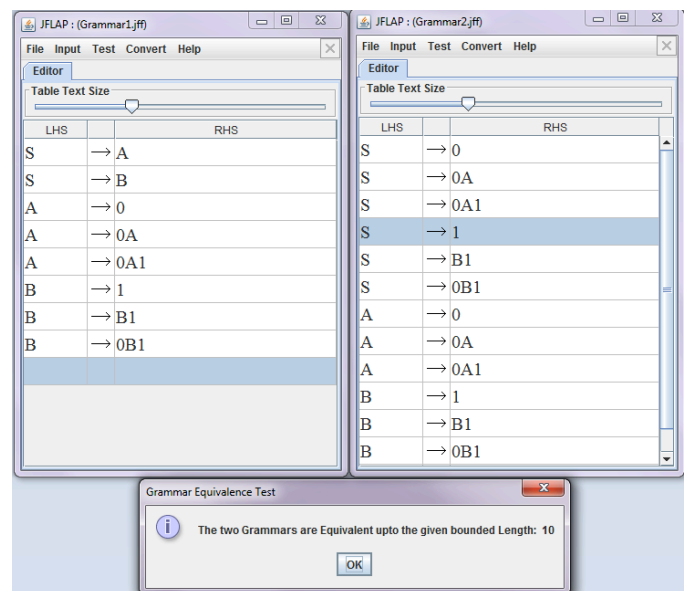 JFLAP : (Grammar1.jff)
File Input Test Convert Help
Editor
Table Text Size
LHS RHS
S → A
S → B
A → 0
A → 0A
A → 0A1
B → 1
B → B1
B → 0B1
JFLAP : (Grammar2.jff)
File Input Test Convert Help
Editor
Table Text Size
LHS RHS
S → 0
S → 0A
S → 0A1
S → 1
S → B1
S → 0B1
A → 0
A → 0A
A → 0A1
B → 1
B → B1
B → 0B1
Grammar Equivalence Test
The two Grammars are Equivalent upto the given bounded Length: 10
OK